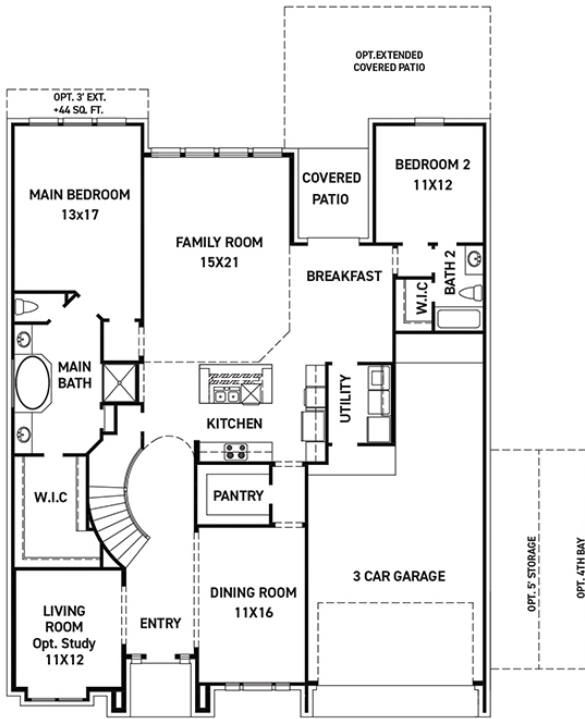 OPT.EXTENDED
COVERED PATIO
OPT. 3' EXT.
+44 SQ. FT.
MAIN BEDROOM
13x17
FAMILY ROOM
15X21
COVERED
PATIO
BEDROOM 2
11X12
BREAKFAST
W.I.C
BATH 2
MAIN
BATH
KITCHEN
UTILITY
W.I.C
PANTRY
LIVING
ROOM
Opt. Study
11X12
ENTRY
DINING ROOM
11X16
3 CAR GARAGE
OPT. 5' STORAGE
OPT. 4TH BAY